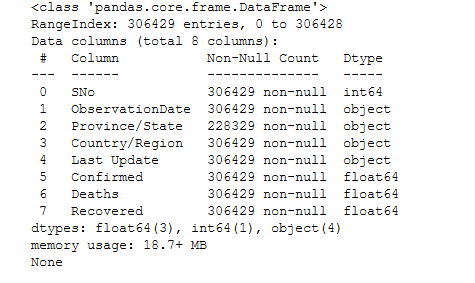 <class 'pandas.core.frame.DataFrame'>
RangeIndex: 306429 entries, 0 to 306428
Data columns (total 8 columns):
 #   Column           Non-Null Count   Dtype
---  ------           --------------   -----
 0   SNo              306429 non-null  int64
 1   ObservationDate  306429 non-null  object
 2   Province/State   228329 non-null  object
 3   Country/Region   306429 non-null  object
 4   Last Update      306429 non-null  object
 5   Confirmed        306429 non-null  float64
 6   Deaths           306429 non-null  float64
 7   Recovered        306429 non-null  float64
dtypes: float64(3), int64(1), object(4)
memory usage: 18.7+ MB
None